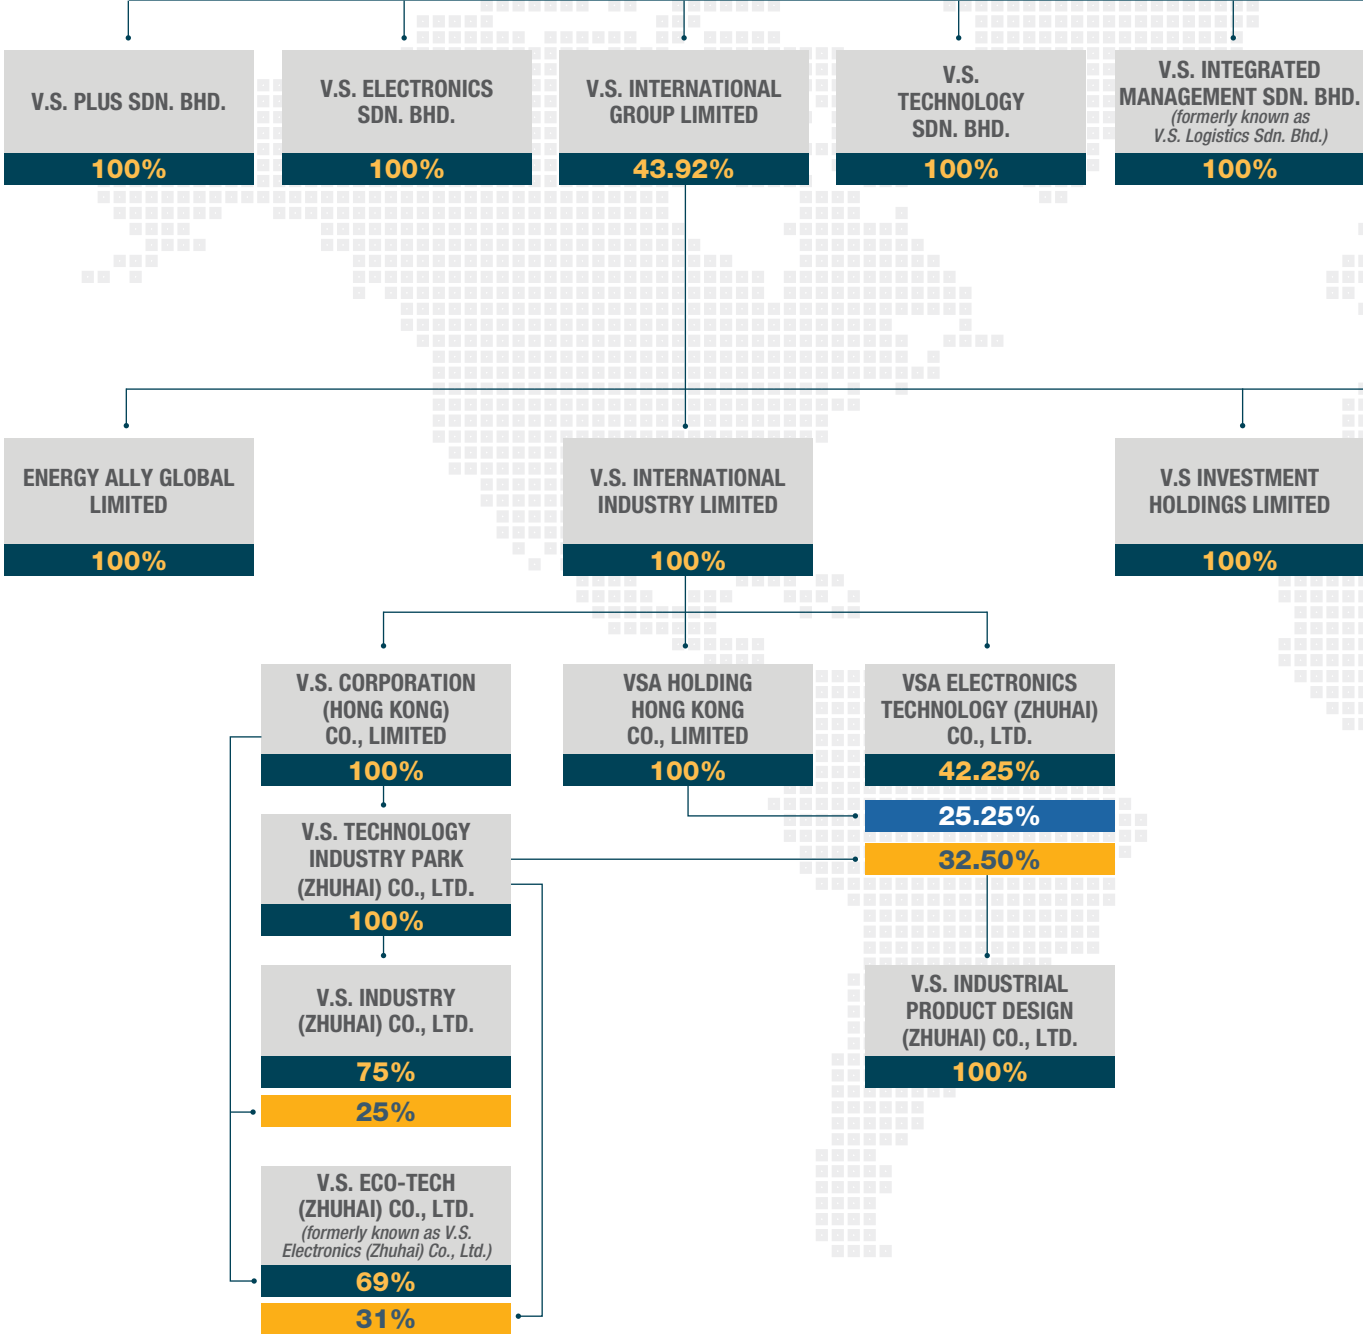 V.S. PLUS SDN. BHD.
100%
V.S. ELECTRONICS
SDN. BHD.
100%
V.S. INTERNATIONAL
GROUP LIMITED
43.92%
V.S.
TECHNOLOGY
SDN. BHD.
100%
V.S. INTEGRATED
MANAGEMENT SDN. BHD.
(formerly known as
V.S. Logistics Sdn. Bhd.)
100%
ENERGY ALLY GLOBAL
LIMITED
100%
V.S. INTERNATIONAL
INDUSTRY LIMITED
100%
V.S INVESTMENT
HOLDINGS LIMITED
100%
V.S. CORPORATION
(HONG KONG)
CO., LIMITED
100%
VSA HOLDING
HONG KONG
CO., LIMITED
100%
VSA ELECTRONICS
TECHNOLOGY (ZHUHAI)
CO., LTD.
42.25%
25.25%
32.50%
V.S. TECHNOLOGY
INDUSTRY PARK
(ZHUHAI) CO., LTD.
100%
V.S. INDUSTRY
(ZHUHAI) CO., LTD.
75%
25%
V.S. INDUSTRIAL
PRODUCT DESIGN
(ZHUHAI) CO., LTD.
100%
V.S. ECO-TECH
(ZHUHAI) CO., LTD.
(formerly known as V.S.
Electronics (Zhuhai) Co., Ltd.)
69%
31%